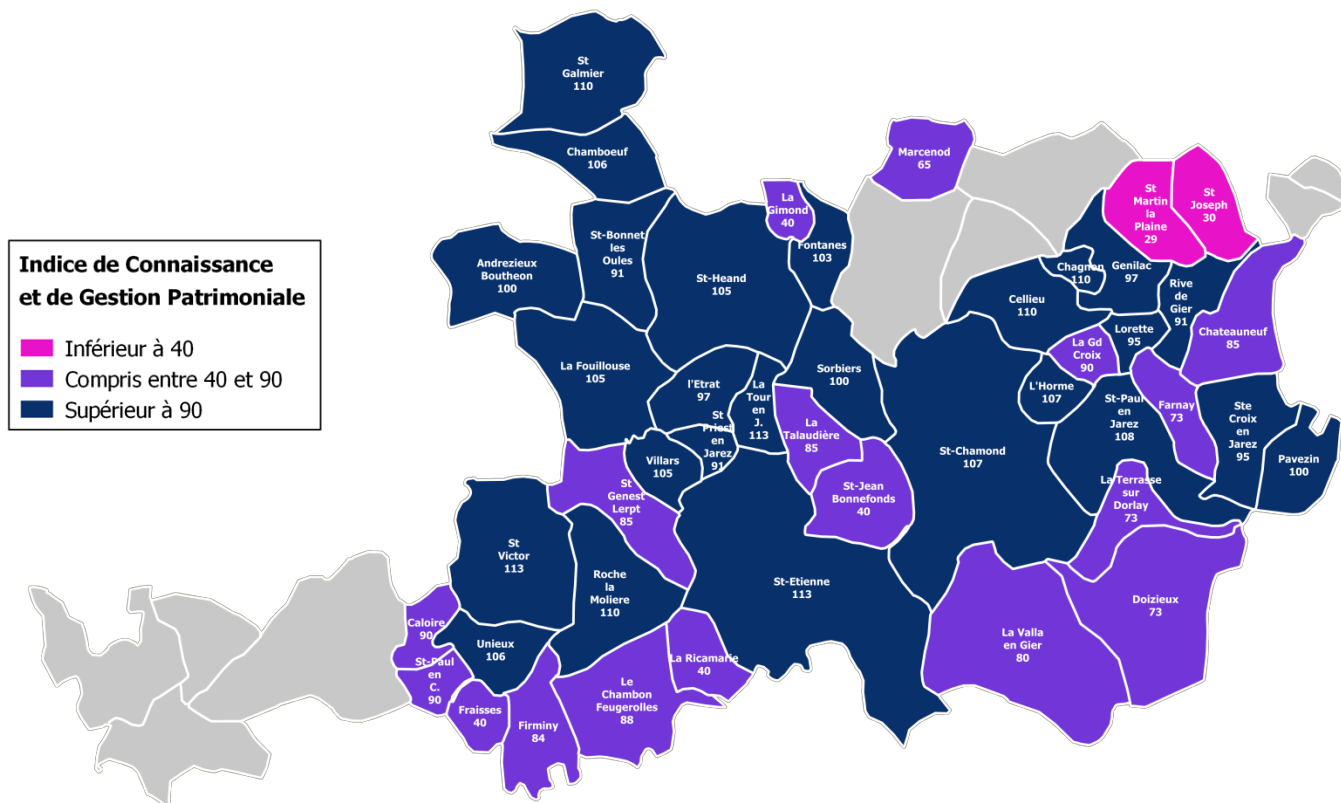 St
Galmier
110
Chamboeuf
106
Marcenod
65
La
Gimond
40
St
Martin
la
Plaine
29
St
Joseph
30
St-Bonnet
les
Oules
91
Fontanes
103
Andrezieux
Boutheon
100
St-Heand
105
Chagnon
110
Genilac
97
Rive
de
Gier
91
Cellieu
110
Indice de Connaissance
et de Gestion Patrimoniale
Inférieur à 40
Compris entre 40 et 90
Supérieur à 90
Lorette
95
Chateauneuf
85
La Gd
Croix
90
La Fouillouse
105
l'Etrat
97
La
Tour
en
J.
113
Sorbiers
100
L'Horme
107
St-Paul
en
Jarez
108
Farnay
73
Ste
Croix
en
Jarez
95
Pavezin
100
St
Priest
en
Jarez
91
La
Talaudière
85
Villars
105
St-Chamond
107
St
Genest
Lerpt
85
St-Jean
Bonnefonds
40
La Terrasse
sur
Dorlay
73
St
Victor
113
Roche
la
Moliere
110
St-Etienne
113
Doizieux
73
Caloire
90
Unieux
106
La Valla
en Gier
80
St-Paul
en
C.
90
La Ricamarie
40
Le
Chambon
Feugerolles
88
Fraisses
40
Firminy
84